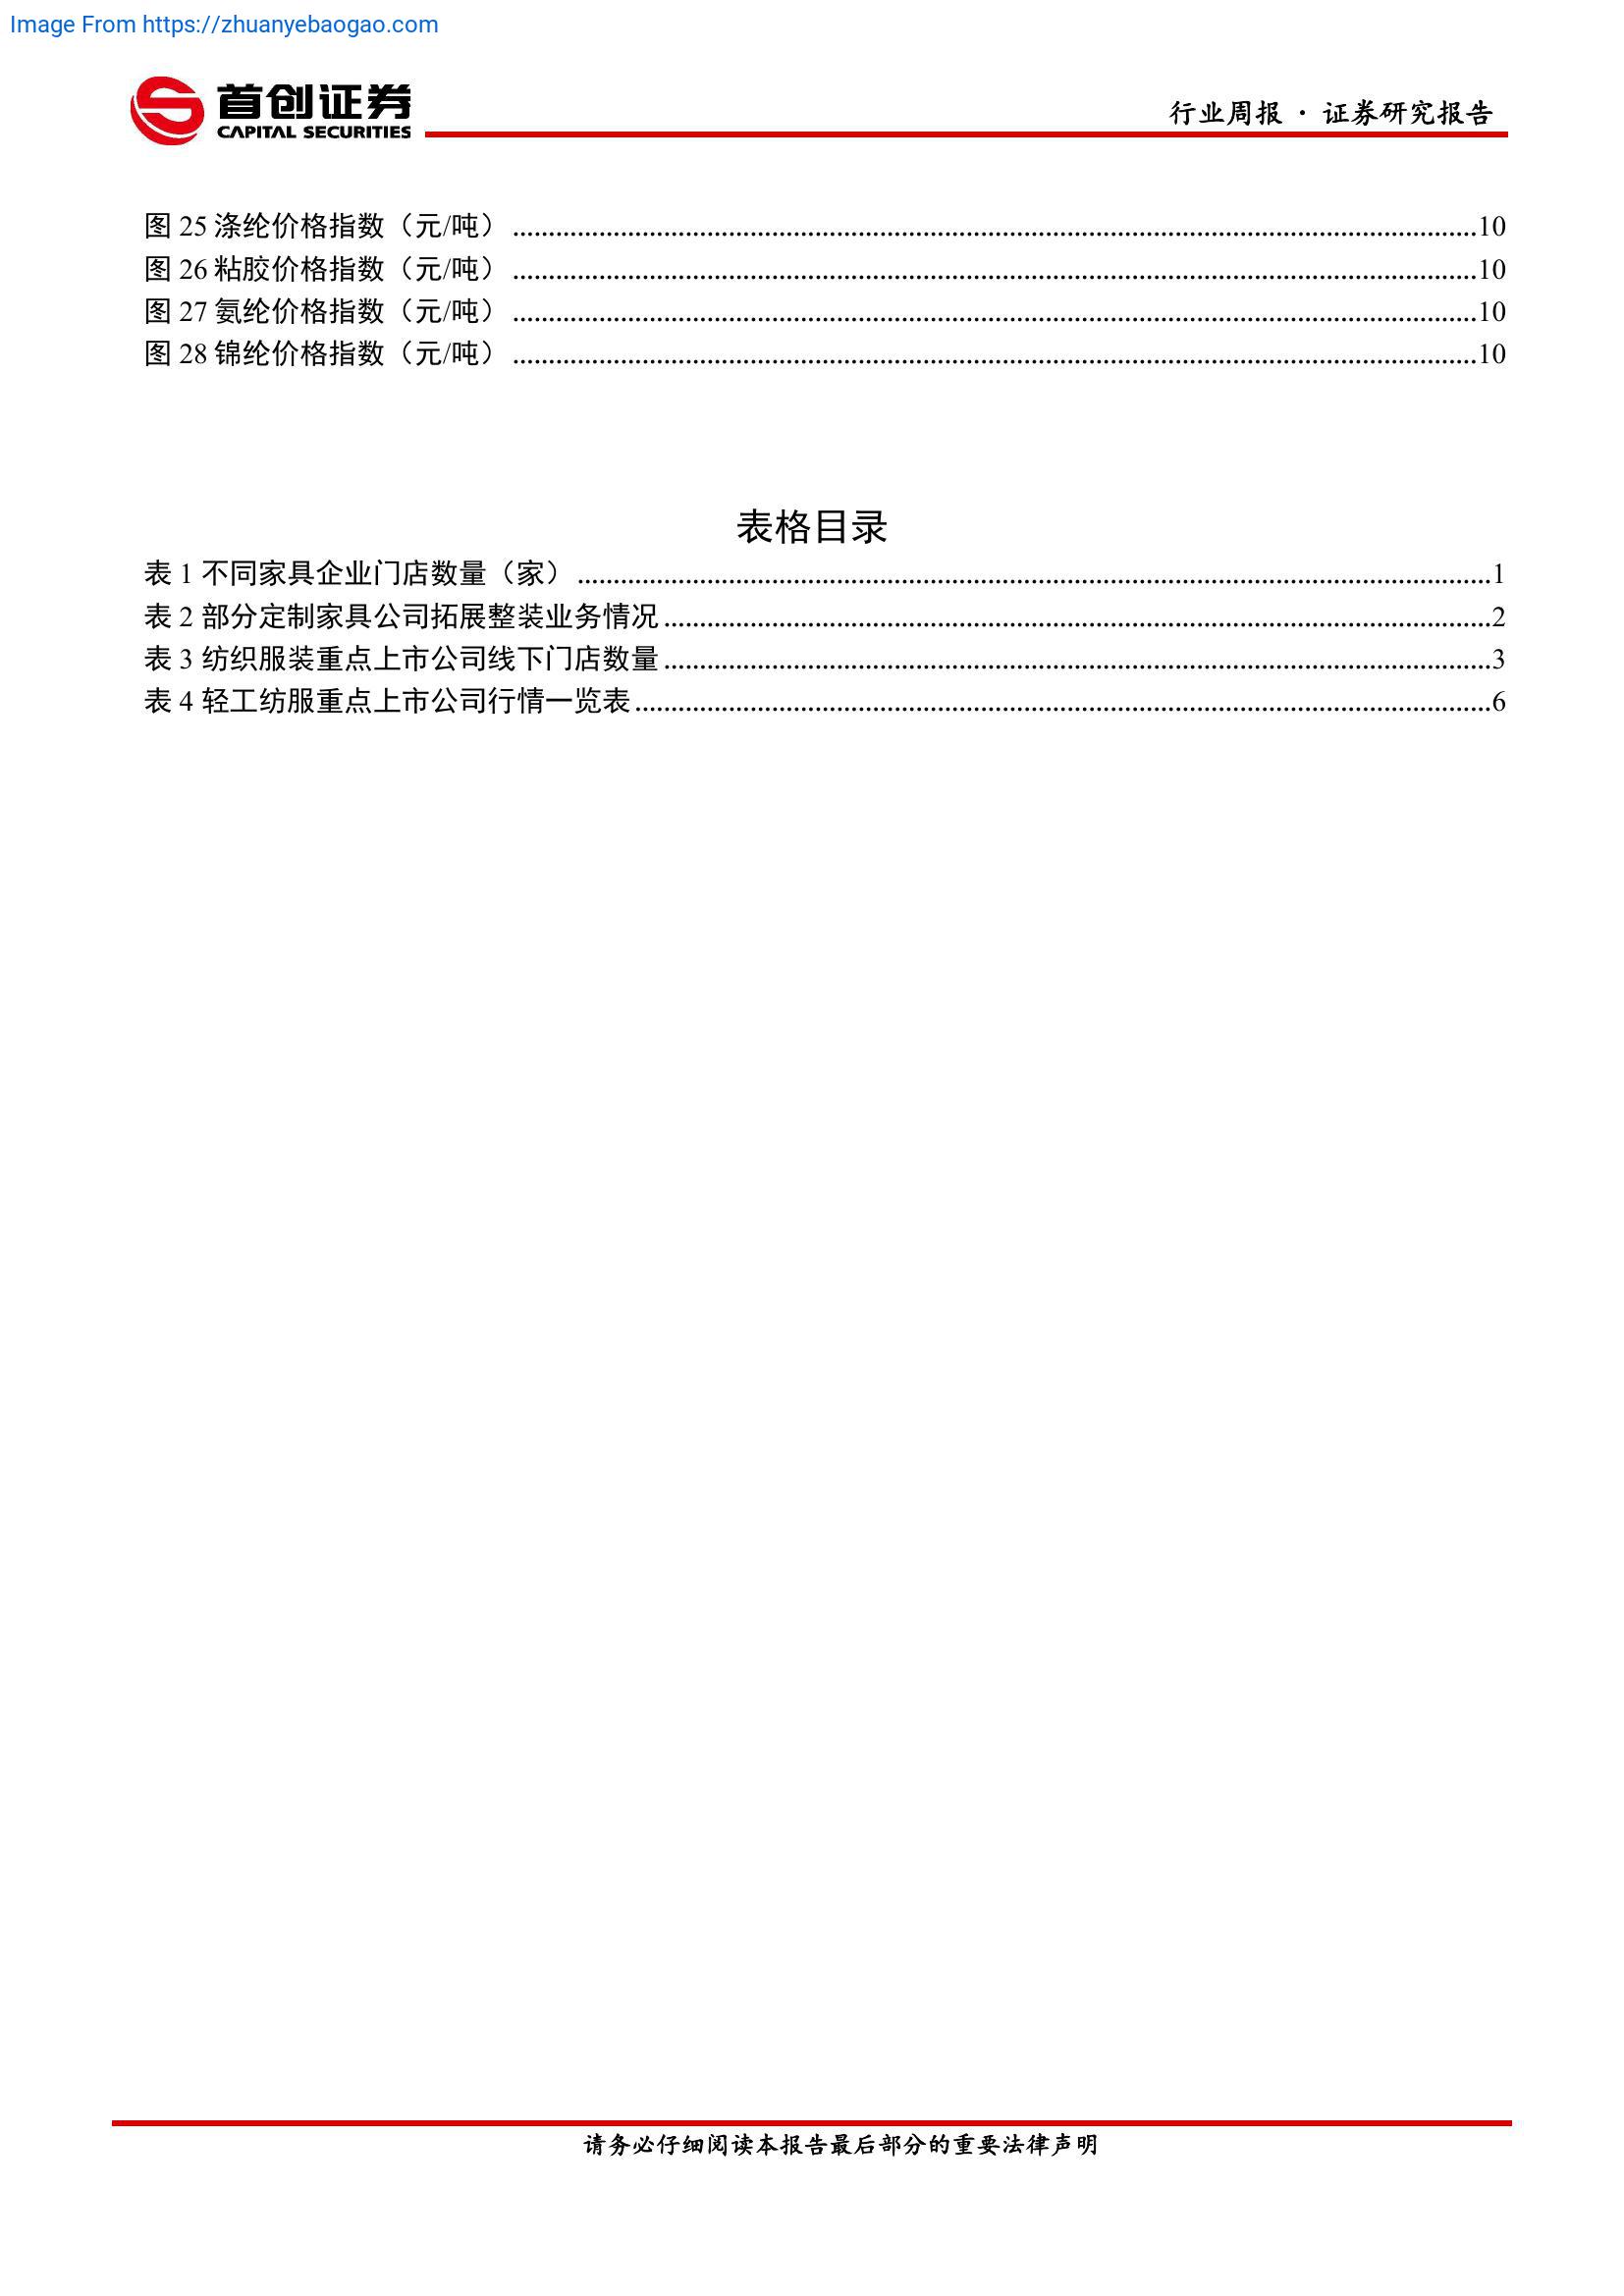 Image From https://zhuanyebaogao.com
首创证券
CAPITAL SECURITIES
行业周报 · 证券研究报告
图 25 涤纶价格指数（元/吨）..........10
图 26 粘胶价格指数（元/吨）..........10
图 27 氨纶价格指数（元/吨）..........10
图 28 锦纶价格指数（元/吨）..........10
表格目录
表 1 不同家具企业门店数量（家）..........1
表 2 部分定制家具公司拓展整装业务情况..........2
表 3 纺织服装重点上市公司线下门店数量..........3
表 4 轻工纺服重点上市公司行情一览表..........6
请务必仔细阅读本报告最后部分的重要法律声明